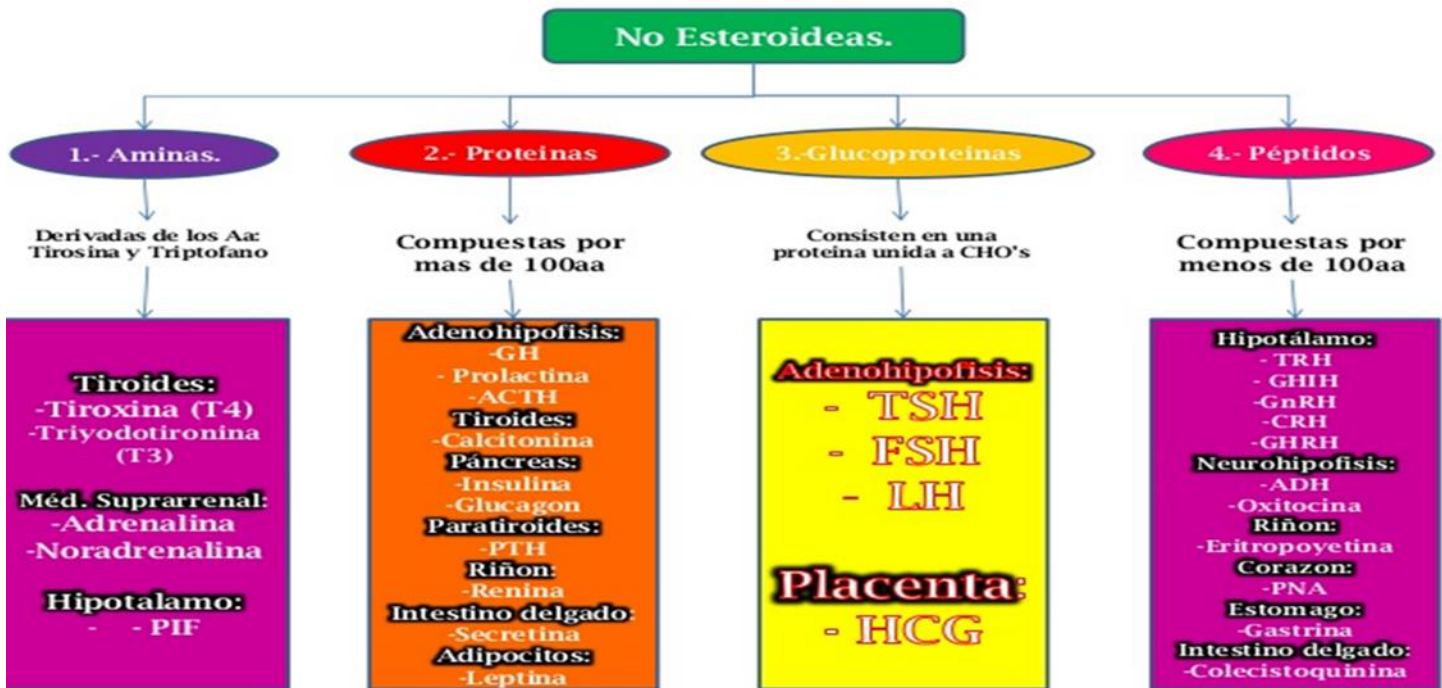 No Esteroideas.
1.- Aminas.
Derivadas de los Aa:
Tirosina y Triptofano
Tiroides:
-Tiroxina (T4)
-Triyodotironina
(T3)
Méd. Suprarrenal:
-Adrenalina
-Noradrenalina
Hipotalamo:
- - PIF
2.- Proteinas
Compuestas por
mas de 100aa
Adenohipofisis:
-GH
- Prolactina
-ACTH
Tiroides:
-Calcitonina
Páncreas:
-Insulina
-Glucagon
Paratiroides:
-PTH
Riñon:
-Renina
Intestino delgado:
-Secretina
Adipocitos:
-Leptina
3.-Glucoproteinas
Consisten en una
proteina unida a CHO's
Adenohipofisis:
- TSH
- FSH
- LH
Placenta:
- HCG
4.- Péptidos
Compuestas por
menos de 100aa
Hipotálamo:
- TRH
- GHIH
-GnRH
-CRH
-GHRH
Neurohipofisis:
-ADH
-Oxitocina
Riñon:
-Eritropoyetina
Corazon:
-PNA
Estomago:
-Gastrina
Intestino delgado:
-Colecistoquinina